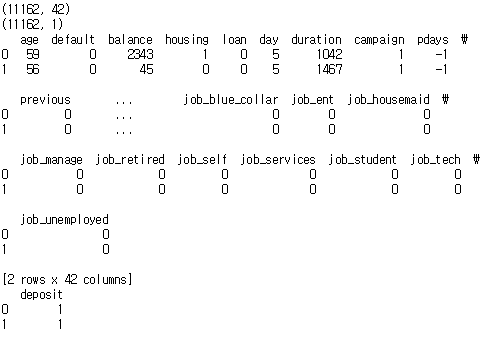 (11162, 42)
(11162, 1)
age default balance housing loan day duration campaign pdays ₩
0 59 0 2343 1 0 5 1042 1 -1
1 56 0 45 0 0 5 1467 1 -1
previous ... job_blue_collar job_ent job_housemaid ₩
0 0 ... 0 0 0
1 0 ... 0 0 0
job_manage job_retired job_self job_services job_student job_tech ₩
0 0 0 0 0 0 0
1 0 0 0 0 0 0
job_unemployed
0 0
1 0
[2 rows x 42 columns]
deposit
0 1
1 1